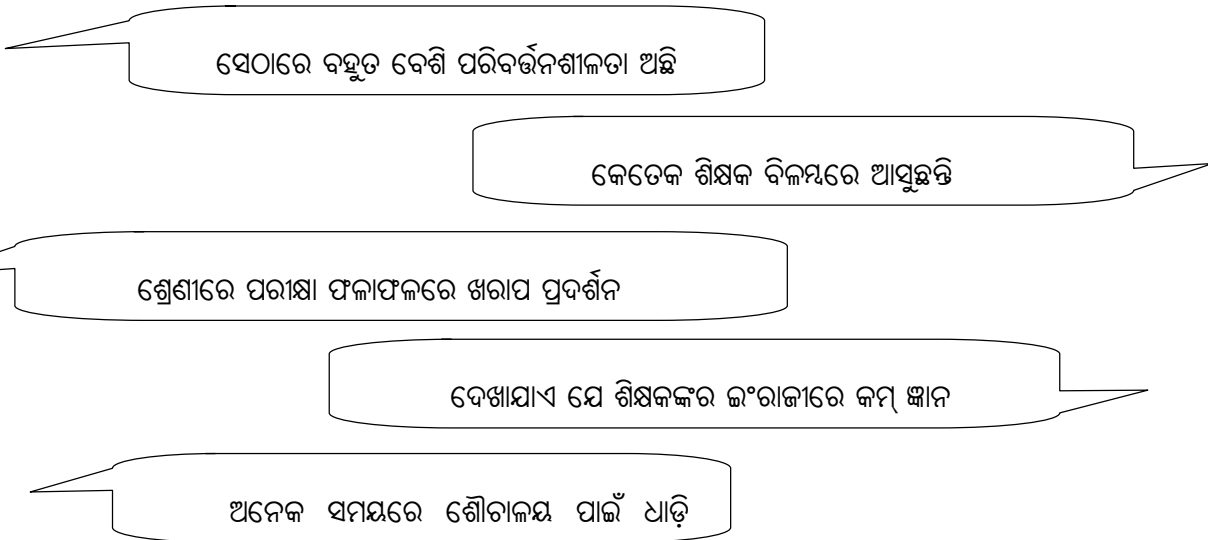 ସେଠାରେ ବହୁତ ବେଶି ପରିବର୍ତ୍ତନଶୀଳତା ଅଛି
କେତେକ ଶିକ୍ଷକ ବିଳମ୍ବରେ ଆସୁଛନ୍ତି
ଶ୍ରେଣୀରେ ପରୀକ୍ଷା ଫଳାଫଳରେ ଖରାପ ପ୍ରଦର୍ଶନ
ଦେଖାଯାଏ ଯେ ଶିକ୍ଷକଙ୍କର ଇଂରାଜୀରେ କମ୍ ଜ୍ଞାନ
ଅନେକ ସମୟରେ ଶୌଚାଳୟ ପାଇଁ ଧାଡ଼ି